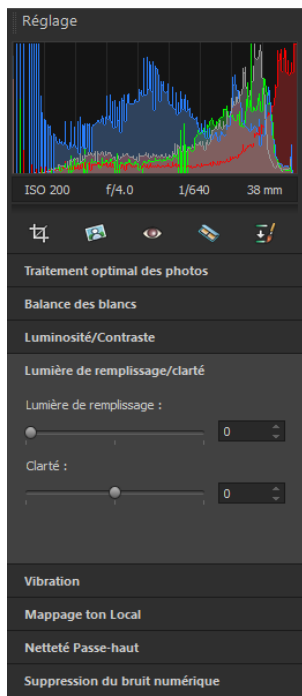 Réglage
ISO 200 f/4.0 1/640 38 mm
Traitement optimal des photos
Balance des blancs
Luminosité/Contraste
Lumière de remplissage/clarté
Lumière de remplissage :
0
Clarté :
0
Vibration
Mappage ton Local
Netteté Passe-haut
Suppression du bruit numérique